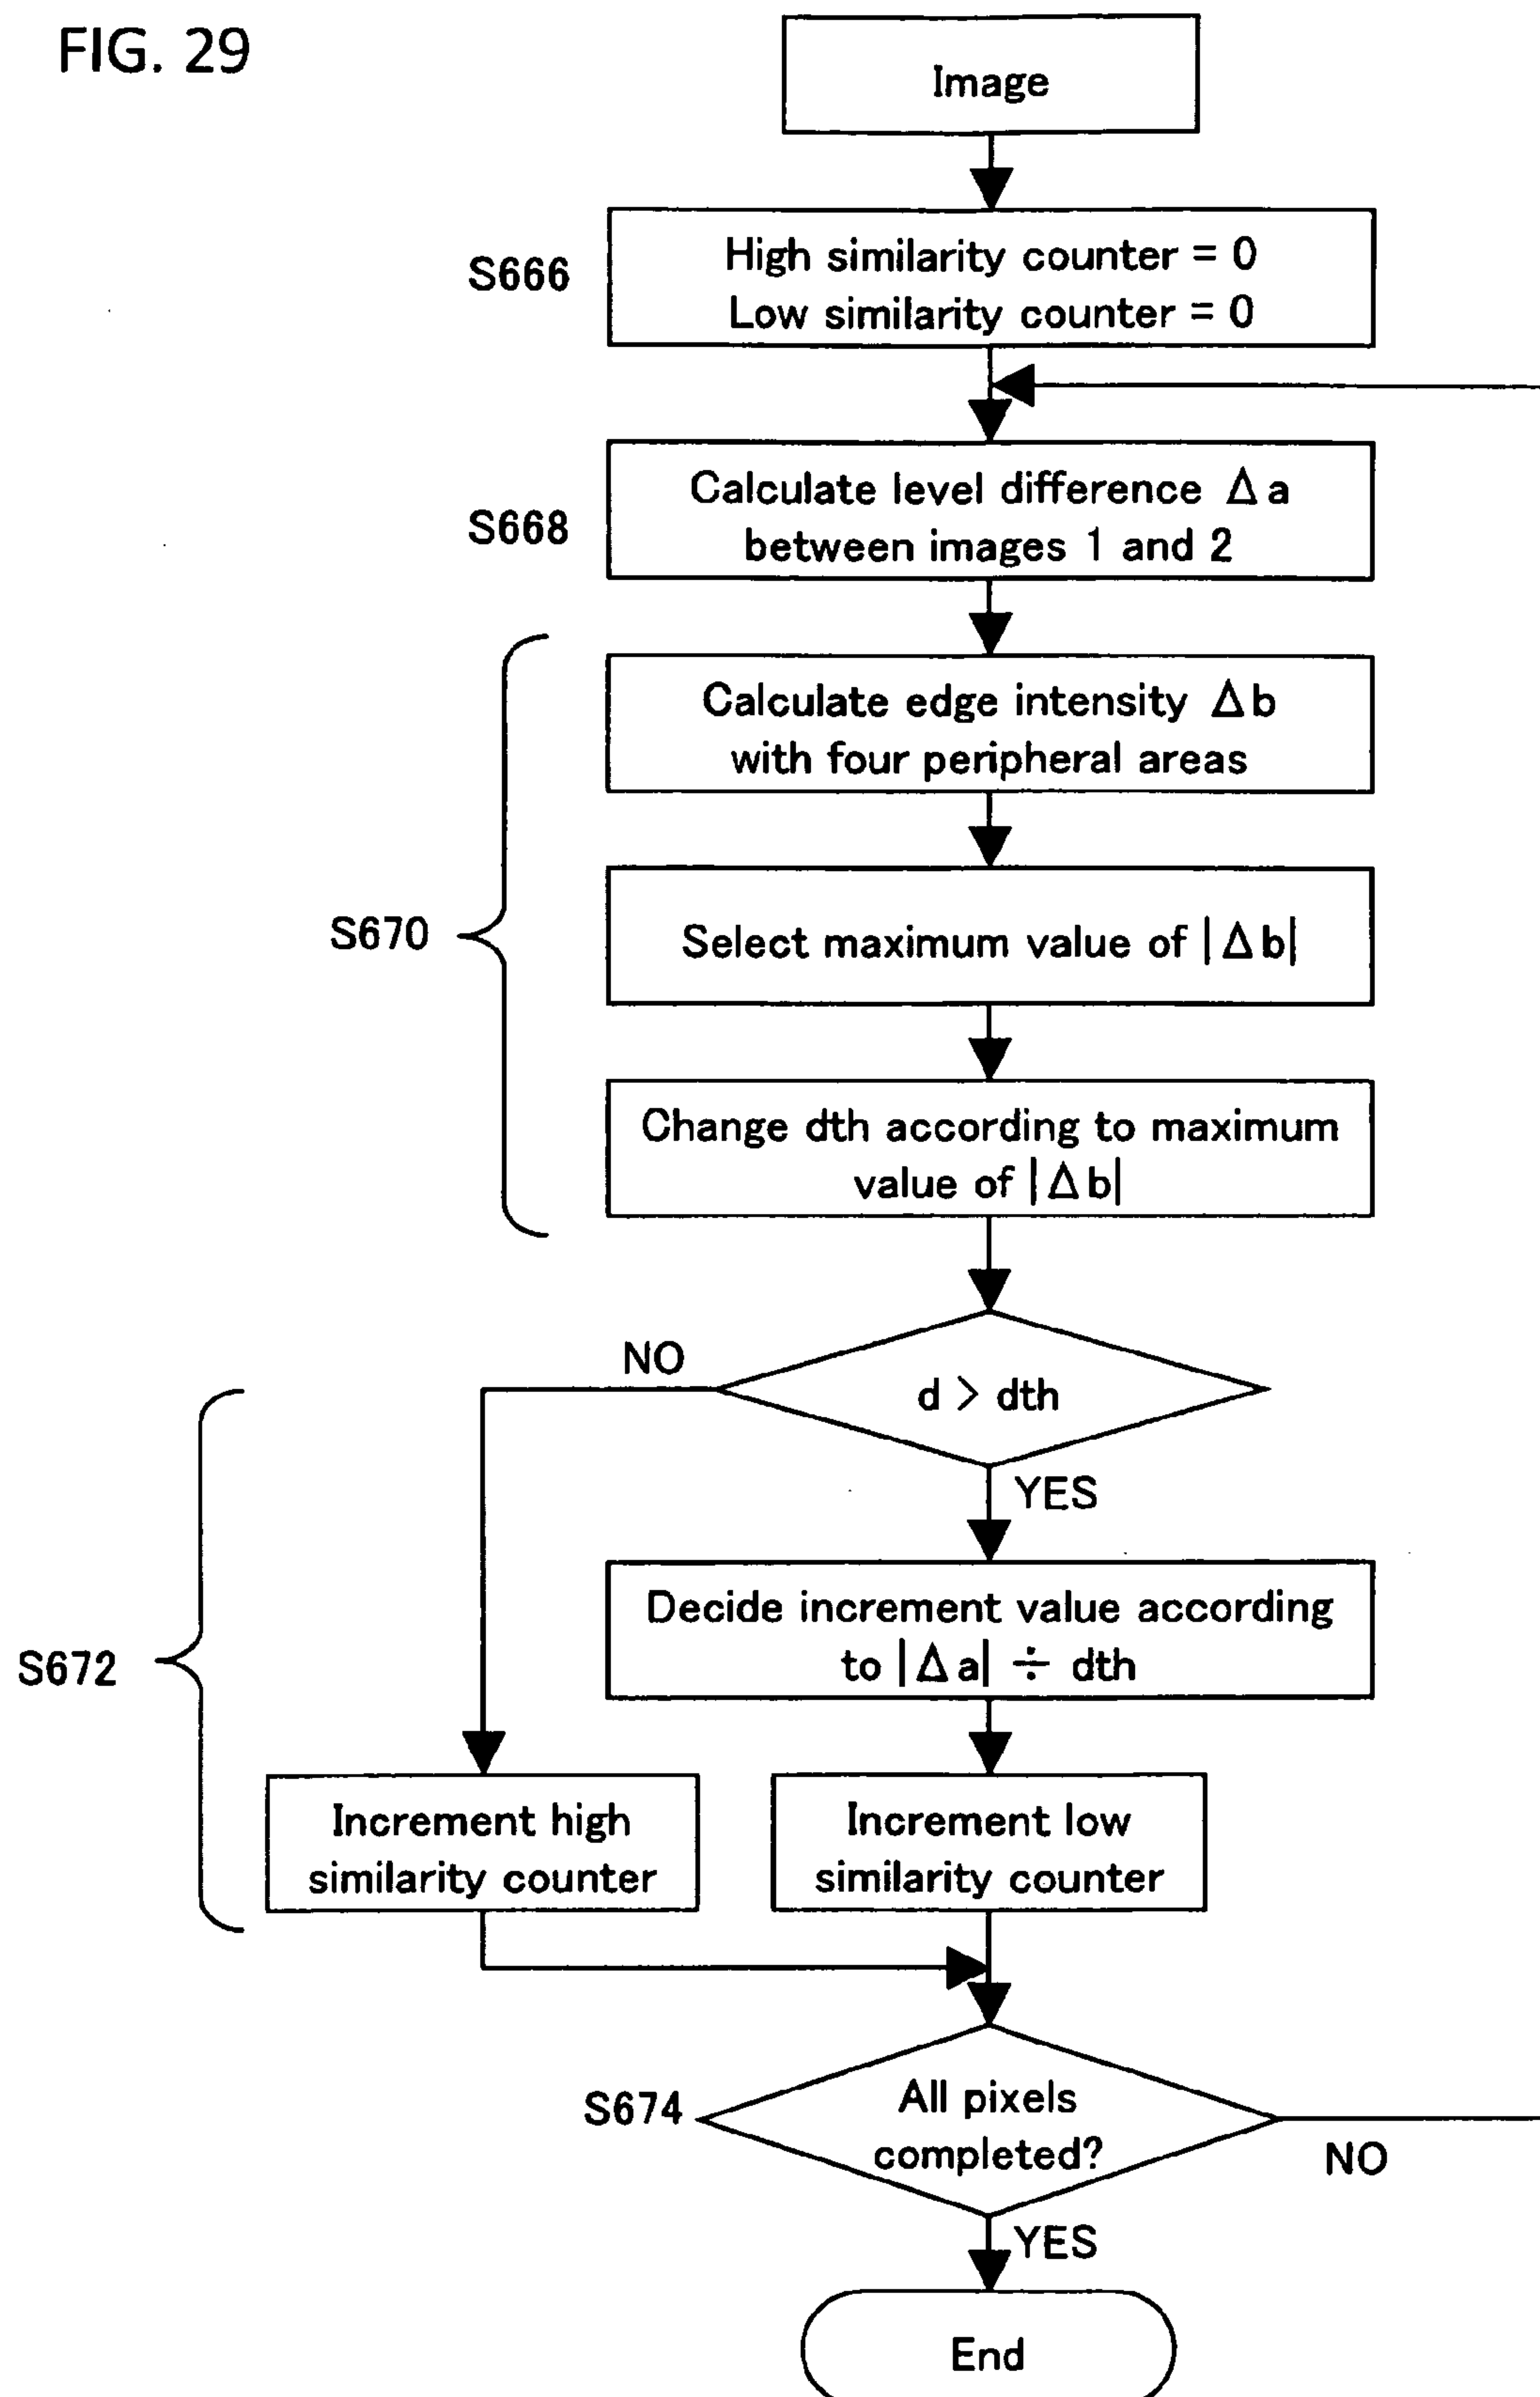 FIG. 29
Image
S666
High similarity counter = 0
Low similarity counter = 0
S668
Calculate level difference Δa
between images 1 and 2
S670
Calculate edge intensity Δb
with four peripheral areas
Select maximum value of |Δb|
Change dth according to maximum
value of |Δb|
S672
d > dth
NO
YES
Decide increment value according
to |Δa| ÷ dth
Increment high
similarity counter
Increment low
similarity counter
S674
All pixels
completed?
NO
YES
End